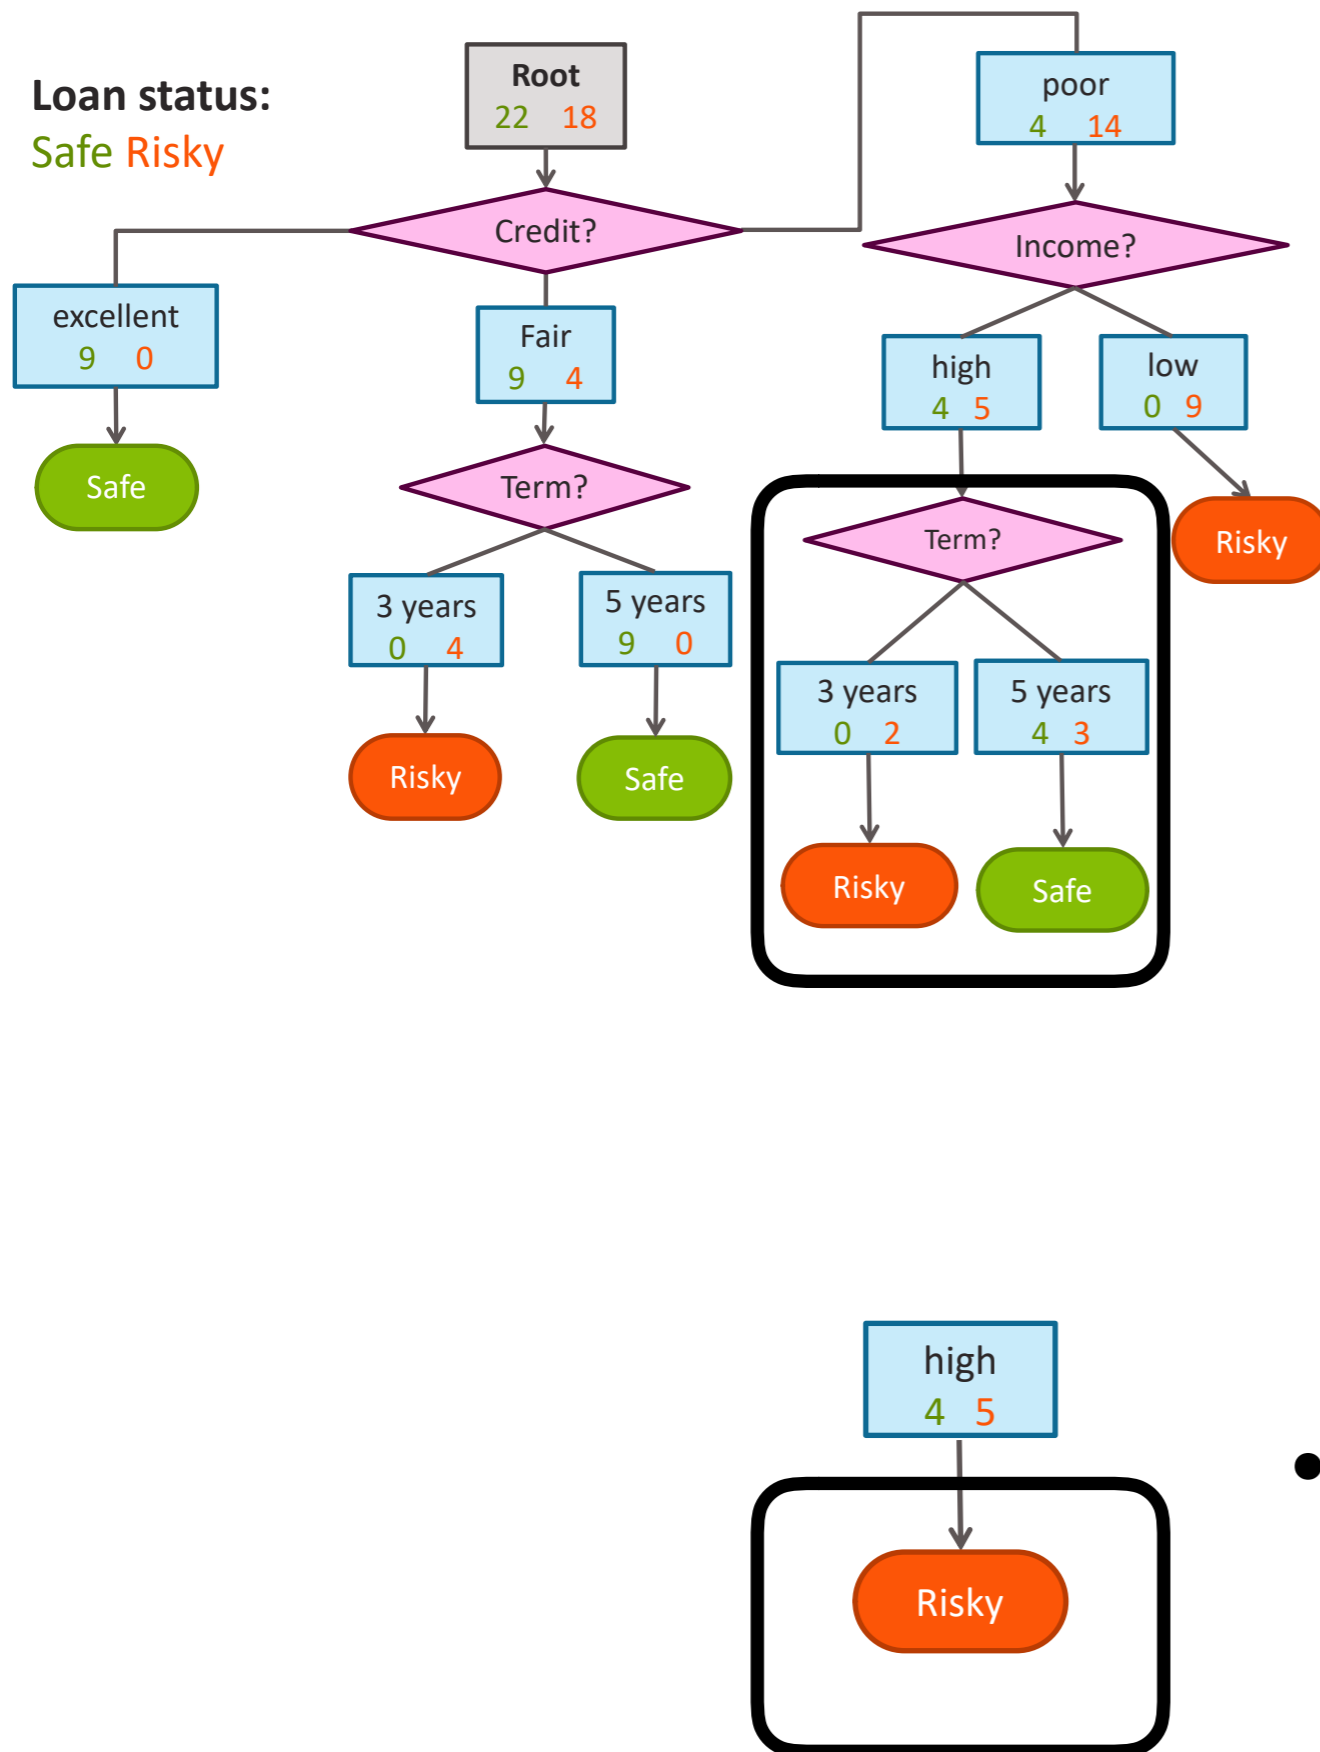 Loan status:
Safe Risky
Root
22 18
Credit?
excellent
9 0
Safe
Fair
9 4
Term?
3 years
0 4
Risky
5 years
9 0
Safe
poor
4 14
Income?
high
4 5
Term?
3 years
0 2
Risky
5 years
4 3
Safe
low
0 9
Risky
high
4 5
Risky